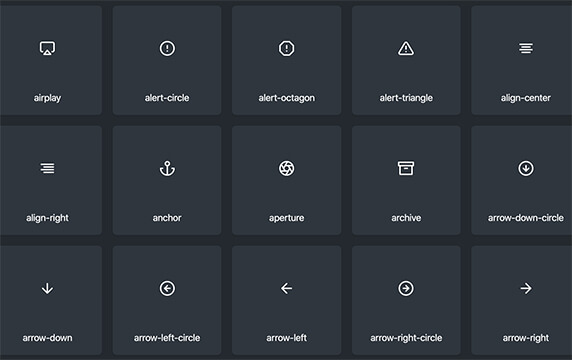 airplay
alert-circle
alert-octagon
alert-triangle
align-center
align-right
anchor
aperture
archive
arrow-down-circle
arrow-down
arrow-left-circle
arrow-left
arrow-right-circle
arrow-right